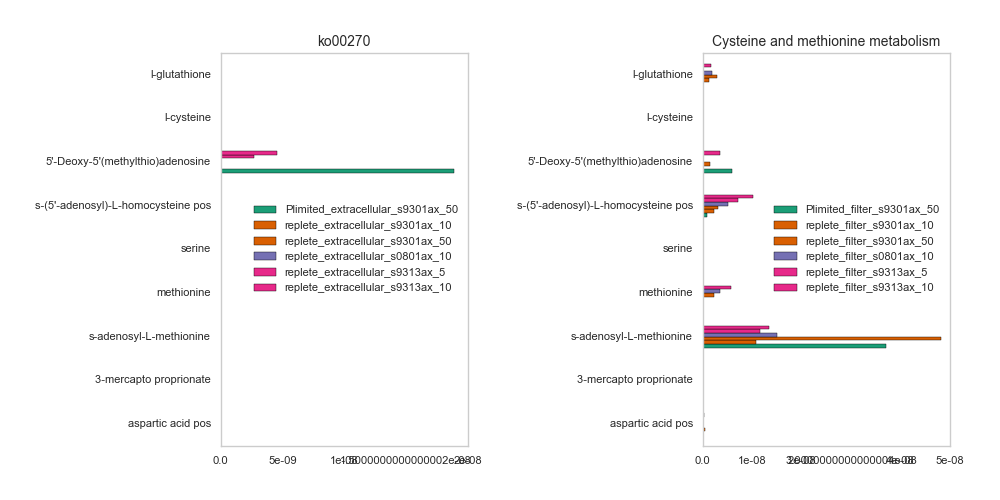 ko00270
l-glutathione
l-cysteine
5'-Deoxy-5'(methylthio)adenosine
s-(5'-adenosyl)-L-homocysteine pos
serine
methionine
s-adenosyl-L-methionine
3-mercapto proprionate
aspartic acid pos
Plimited_extracellular_s9301ax_50
replete_extracellular_s9301ax_10
replete_extracellular_s9301ax_50
replete_extracellular_s0801ax_10
replete_extracellular_s9313ax_5
replete_extracellular_s9313ax_10
0.0 5e-09 2e-08
Cysteine and methionine metabolism
l-glutathione
l-cysteine
5'-Deoxy-5'(methylthio)adenosine
s-(5'-adenosyl)-L-homocysteine pos
serine
methionine
s-adenosyl-L-methionine
3-mercapto proprionate
aspartic acid pos
Plimited_filter_s9301ax_50
replete_filter_s9301ax_10
replete_filter_s9301ax_50
replete_filter_s0801ax_10
replete_filter_s9313ax_5
replete_filter_s9313ax_10
0.0 1e-08 5e-08